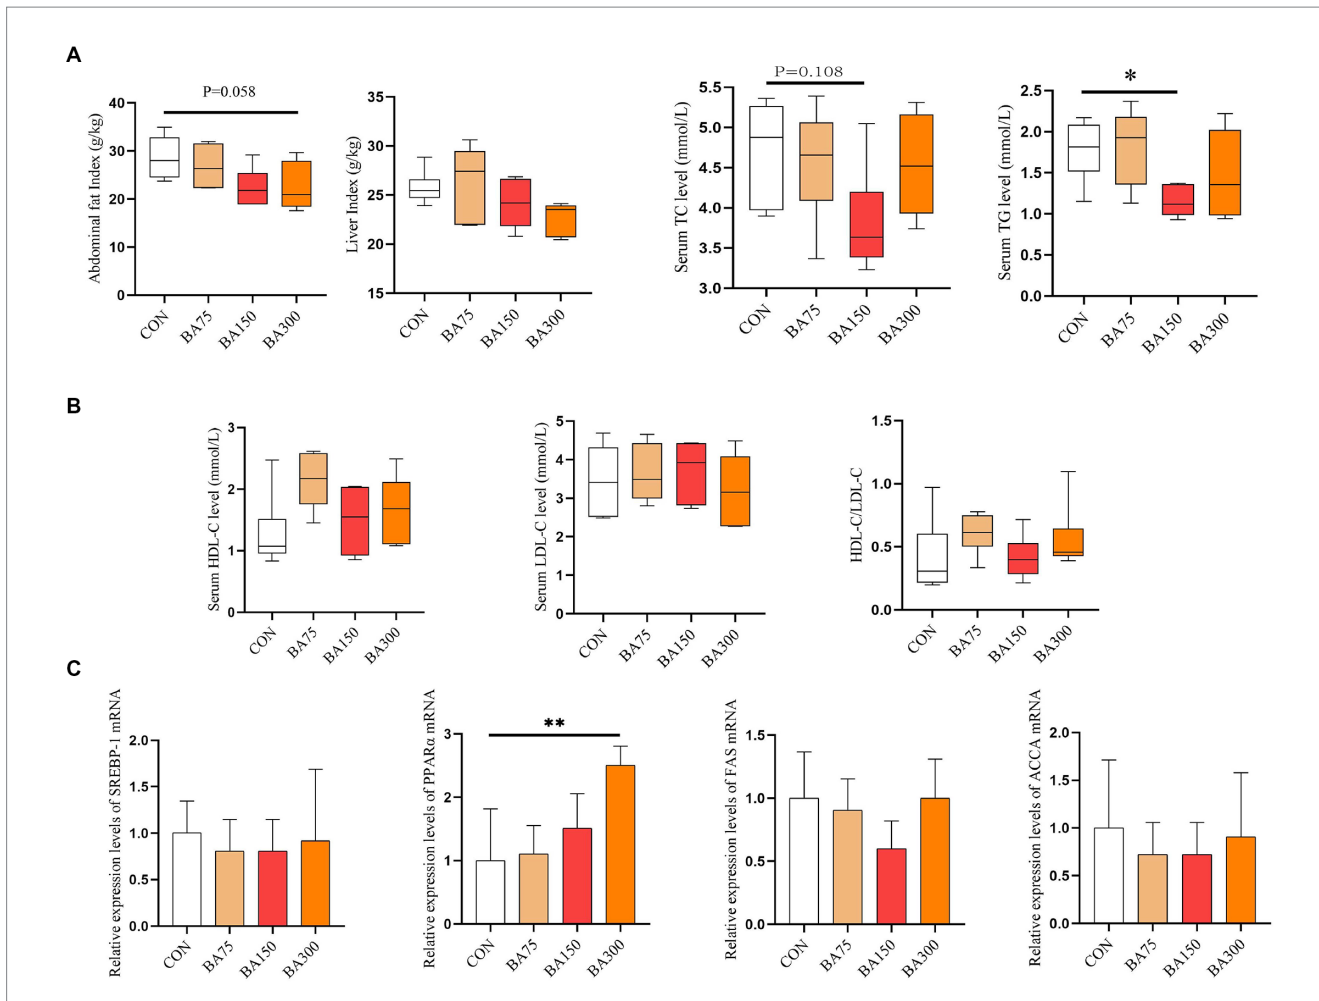 A
P=0.058
Abdominal fat Index (g/kg)
40
30
20
10
0
CON
BA75
BA150
BA300
Liveal Index (g/kg)
35
30
25
20
15
CON
BA75
BA150
BA300
P=0.108
Serum TC level (mmol/L)
5.5
5.0
4.5
4.0
3.5
3.0
CON
BA75
BA150
BA300
*
Serum TG level (mmol/L)
2.5
2.0
1.5
1.0
0.5
0.0
CON
BA75
BA150
BA300
B
Serum HDL-C level (mmol/L)
3
2
1
0
CON
BA75
BA150
BA300
Serum LDL-C level (mmol/L)
5
4
3
2
1
0
CON
BA75
BA150
BA300
HDL-C/LDL-C
1.5
1.0
0.5
0.0
CON
BA75
BA150
BA300
C
Relative expression levels of SREBP-1 mRNA
2.0
1.5
1.0
0.5
0.0
CON
BA75
BA150
BA300
**
Relative expression levels of PPARα mRNA
3
2
1
0
CON
BA75
BA150
BA300
Relative expression levels of FAS mRNA
1.5
1.0
0.5
0.0
CON
BA75
BA150
BA300
Relative expression levels of ACCA mRNA
2.0
1.5
1.0
0.5
0.0
CON
BA75
BA150
BA300